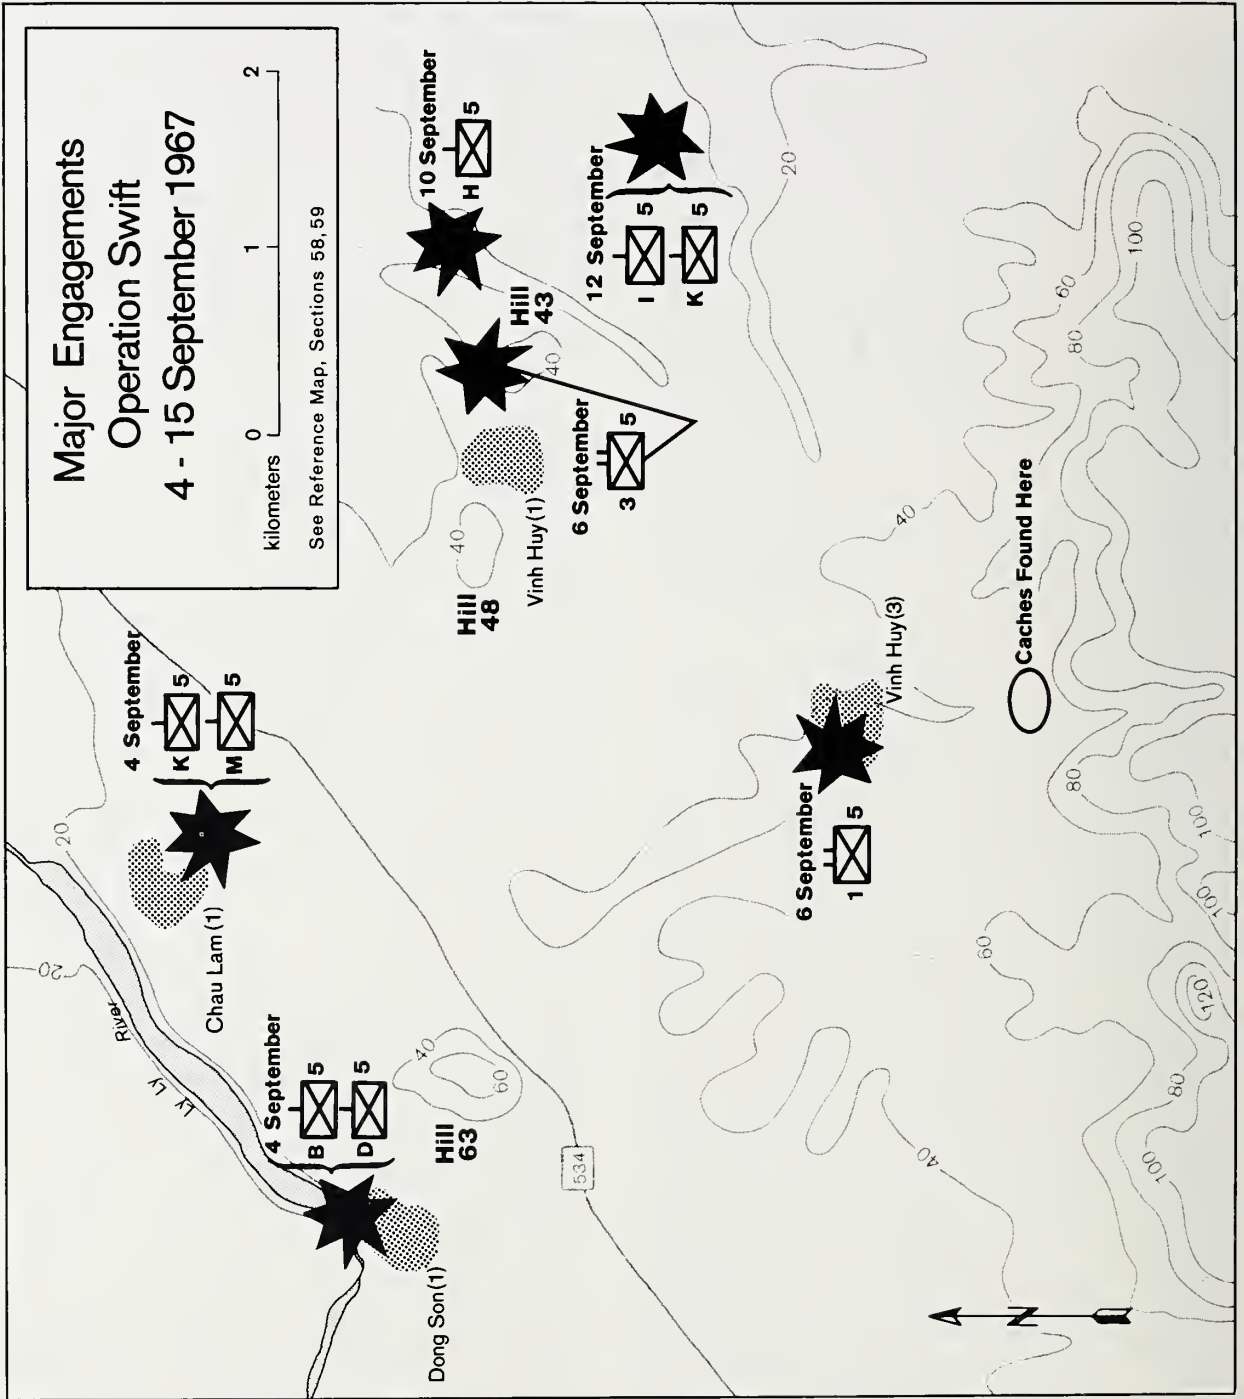 Major Engagements
Operation Swift
4 - 15 September 1967
kilometers 0 1 2
See Reference Map, Sections 58,59
20
20
River
Ly Ly
Chau Lam (1)
4 September
K 5
M 5
4 September
B 5
D 5
Dong Son (1)
Hill
63
40
60
534
Hill
48
40
Vinh Huy (1)
6 September
3 5
Hill
43
40
10 September
H 5
12 September
I 5
K 5
20
6 September
1 5
Vinh Huy (3)
40
Caches Found Here
60
80
100
80
100
100
60
120
80
100
40
N